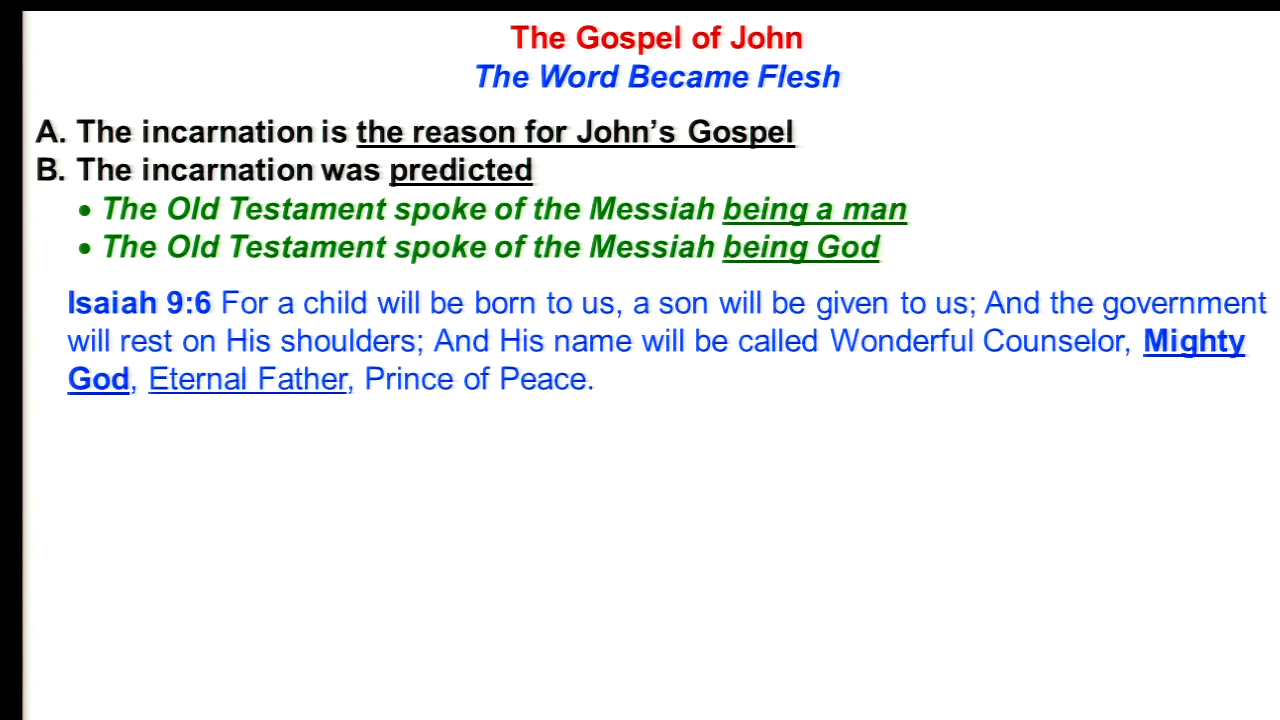 The Gospel of John
The Word Became Flesh
A. The incarnation is the reason for John’s Gospel
B. The incarnation was predicted
• The Old Testament spoke of the Messiah being a man
• The Old Testament spoke of the Messiah being God
Isaiah 9:6 For a child will be born to us, a son will be given to us; And the government
will rest on His shoulders; And His name will be called Wonderful Counselor, Mighty
God, Eternal Father, Prince of Peace.